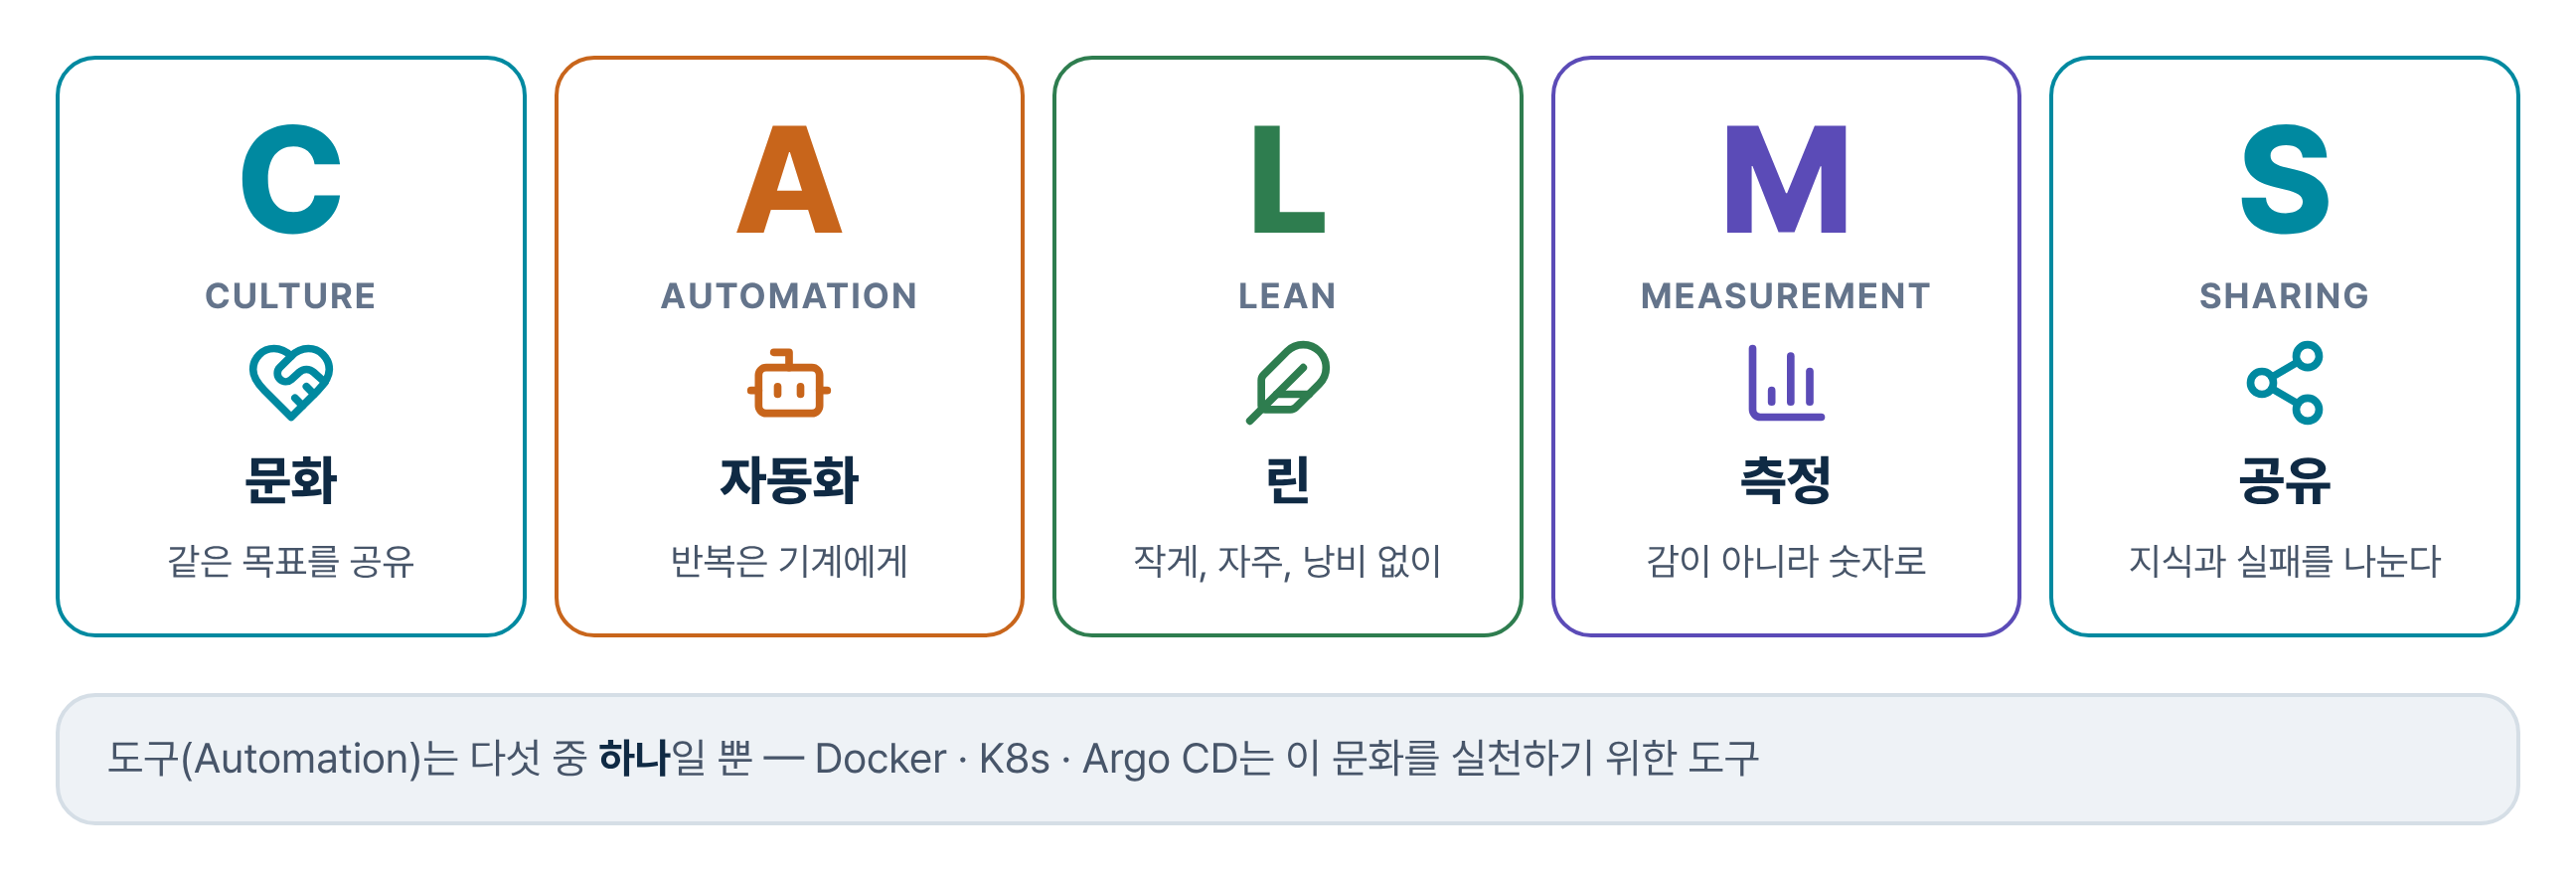 C
CULTURE
문화
같은 목표를 공유
A
AUTOMATION
자동화
반복은 기계에게
L
LEAN
린
작게, 자주, 낭비 없이
M
MEASUREMENT
측정
감이 아니라 숫자로
S
SHARING
공유
지식과 실패를 나눈다
도구(Automation)는 다섯 중 하나일 뿐 — Docker · K8s · Argo CD는 이 문화를 실천하기 위한 도구